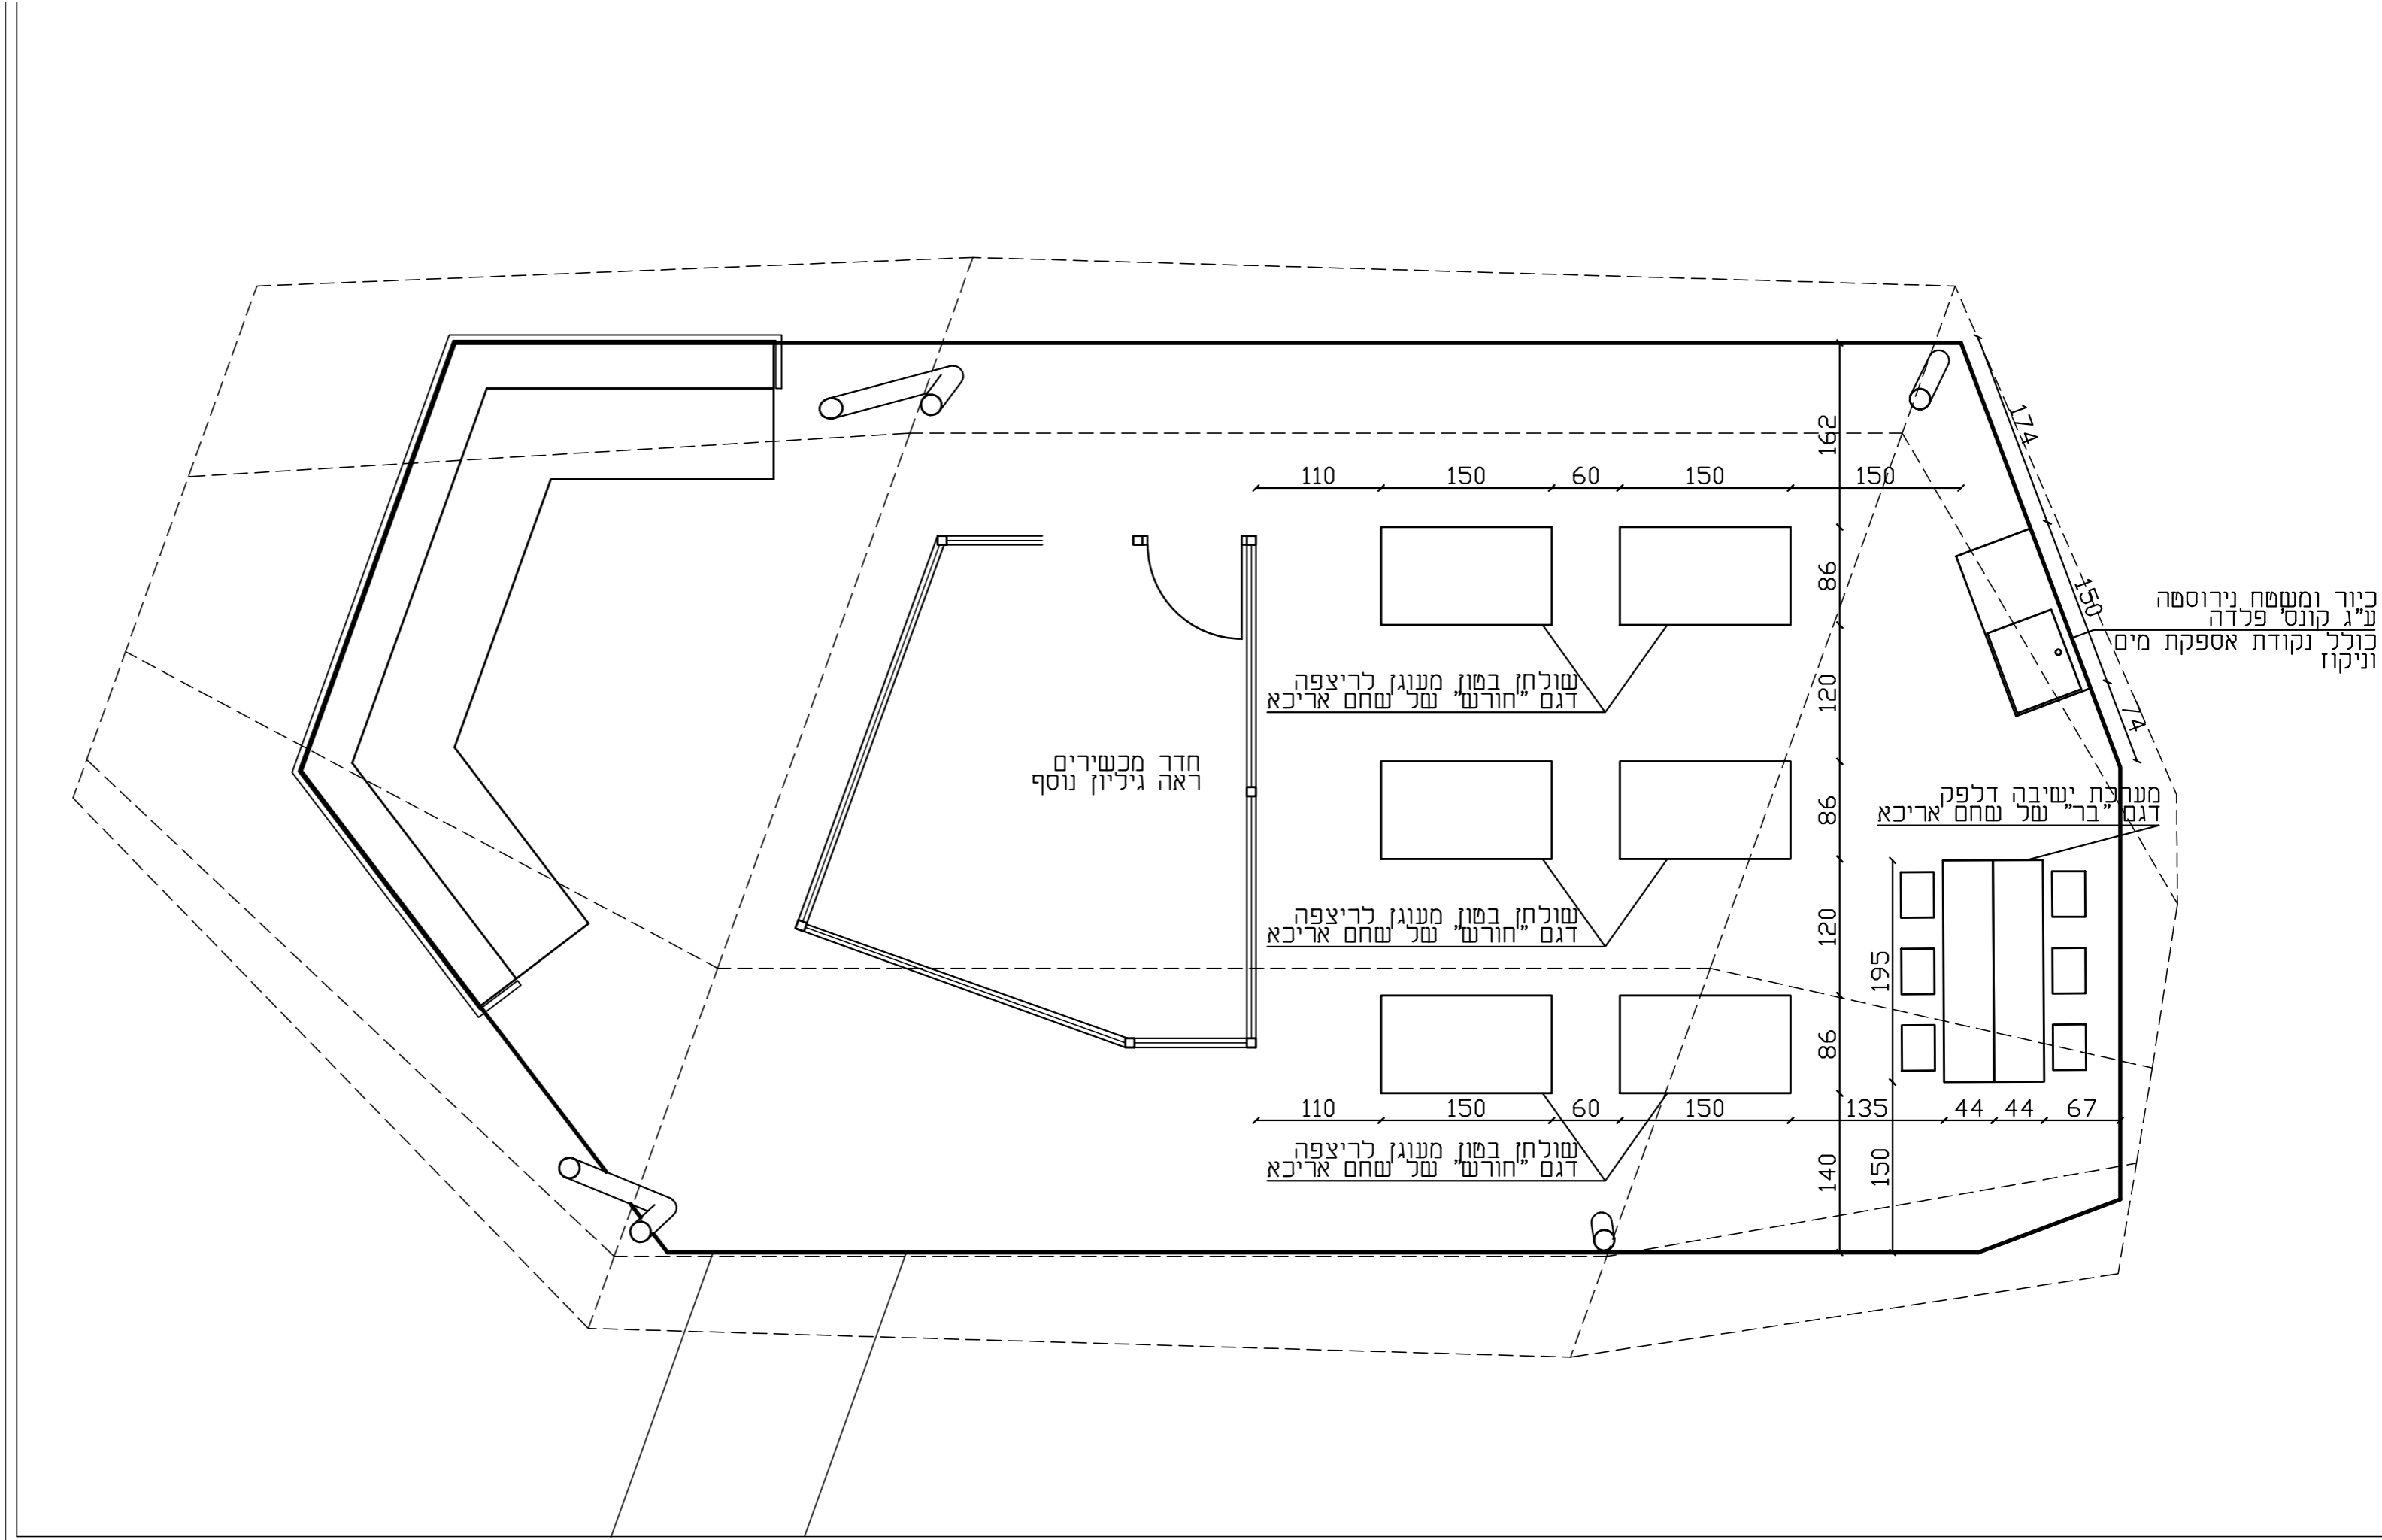 174
162
110 150 60 150 150
86
150
כיור ומשטח נירוסטה
ע"ג קונס' פלדה
כולל נקודת אספקת מים
וניקוז
שולחן בטון מעוגן לריצפה
דגם "חורש" של שחם אריכא
120
74
חדר מכשירים
ראה גיליון נוסף
מערכת ישיבה דלפק
דגם "בר" של שחם אריכא
86
שולחן בטון מעוגן לריצפה
דגם "חורש" של שחם אריכא
120
195
86
110 150 60 150 135 44 44 67
שולחן בטון מעוגן לריצפה
דגם "חורש" של שחם אריכא
140
150